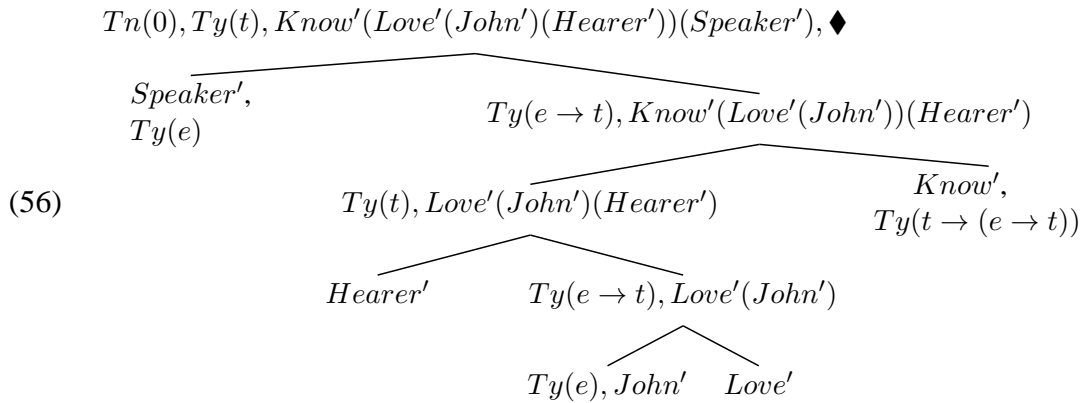 Tn(0), Ty(t), Know′(Love′(John′)(Hearer′))(Speaker′), ♦
Speaker′,
Ty(e)
Ty(e → t), Know′(Love′(John′))(Hearer′)
(56)
Ty(t), Love′(John′)(Hearer′)
Know′,
Ty(t → (e → t))
Hearer′
Ty(e → t), Love′(John′)
Ty(e), John′ Love′